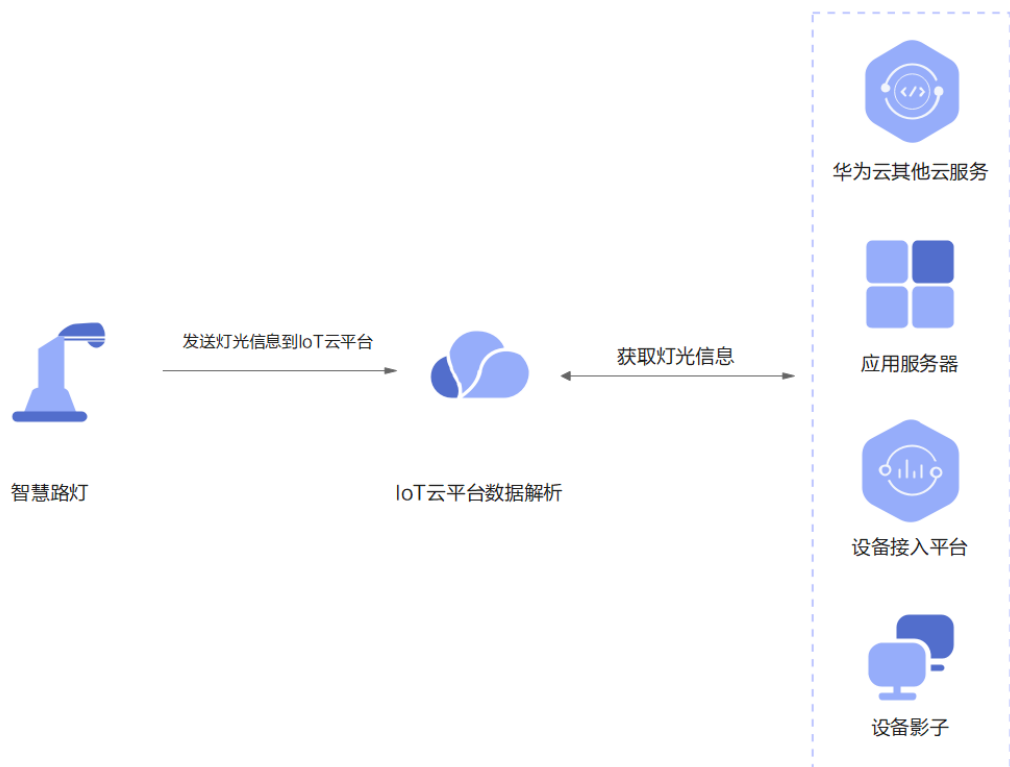 华为云其他云服务
发送灯光信息到IoT云平台
获取灯光信息
应用服务器
智慧路灯
IoT云平台数据解析
设备接入平台
设备影子